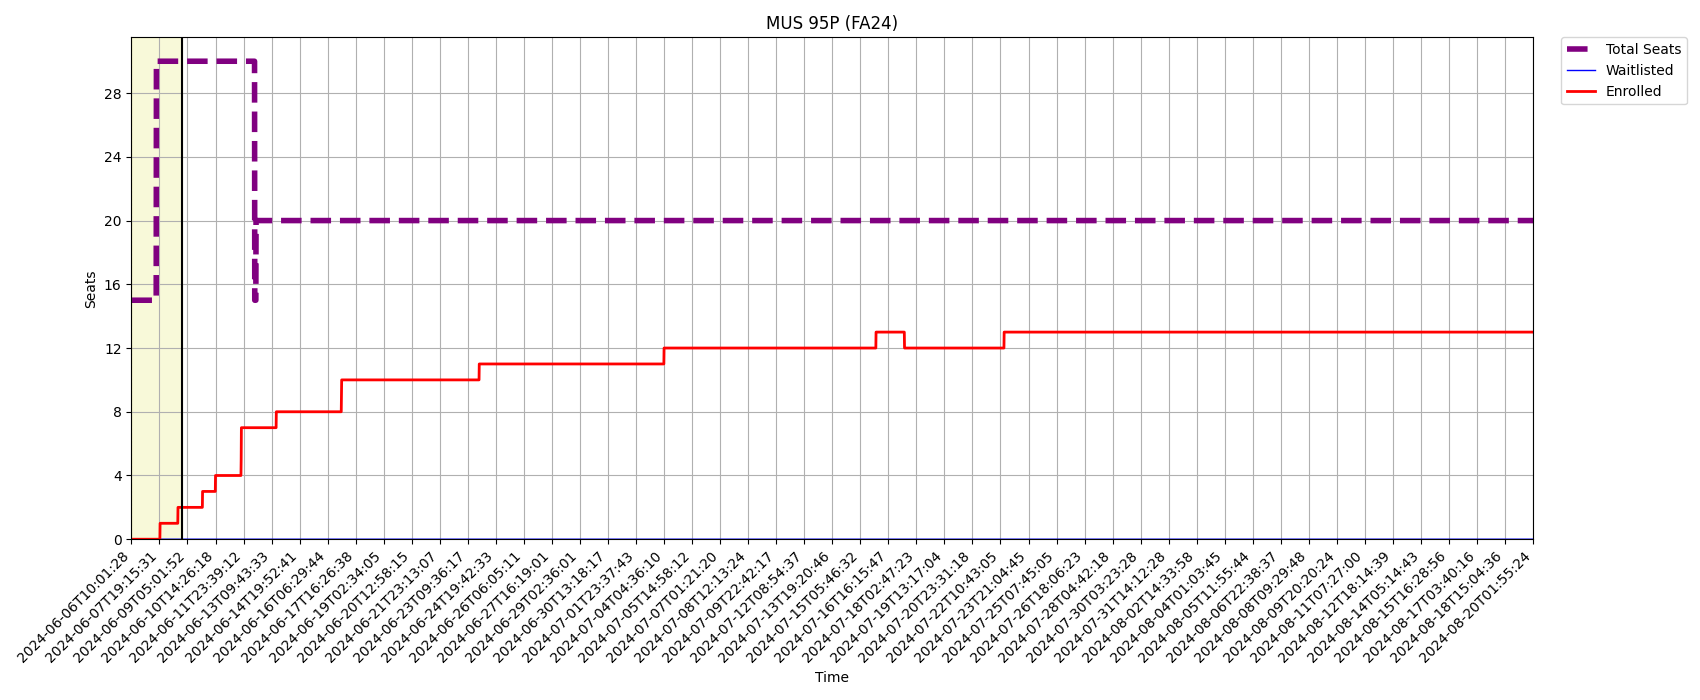 MUS 95P (FA24)
Total Seats
Waitlisted
Enrolled
Seats
28
24
20
16
12
8
4
0
2024-06-06T10:01:28
2024-06-07T19:15:31
2024-06-09T05:01:52
2024-06-10T14:26:18
2024-06-11T23:39:12
2024-06-13T09:43:33
2024-06-14T19:52:41
2024-06-16T06:29:44
2024-06-17T16:26:38
2024-06-19T02:34:05
2024-06-20T12:58:15
2024-06-21T23:13:07
2024-06-23T09:36:17
2024-06-24T19:42:33
2024-06-26T06:05:11
2024-06-27T16:19:01
2024-06-29T02:36:01
2024-06-30T13:18:17
2024-07-01T23:37:43
2024-07-04T04:36:10
2024-07-05T14:58:12
2024-07-07T01:21:20
2024-07-08T12:13:24
2024-07-09T22:42:17
2024-07-12T08:54:37
2024-07-13T19:20:46
2024-07-15T05:46:32
2024-07-16T16:15:47
2024-07-18T02:47:23
2024-07-19T13:17:04
2024-07-20T23:31:18
2024-07-22T10:43:05
2024-07-23T21:04:45
2024-07-25T07:45:05
2024-07-26T18:06:23
2024-07-28T04:42:18
2024-07-30T03:23:28
2024-07-31T14:12:28
2024-08-02T14:33:58
2024-08-04T01:03:45
2024-08-05T11:55:44
2024-08-06T22:38:37
2024-08-08T09:29:48
2024-08-09T20:20:24
2024-08-11T07:27:00
2024-08-12T18:14:39
2024-08-14T05:14:43
2024-08-15T16:28:56
2024-08-17T03:40:16
2024-08-18T15:04:36
2024-08-20T01:55:24
Time